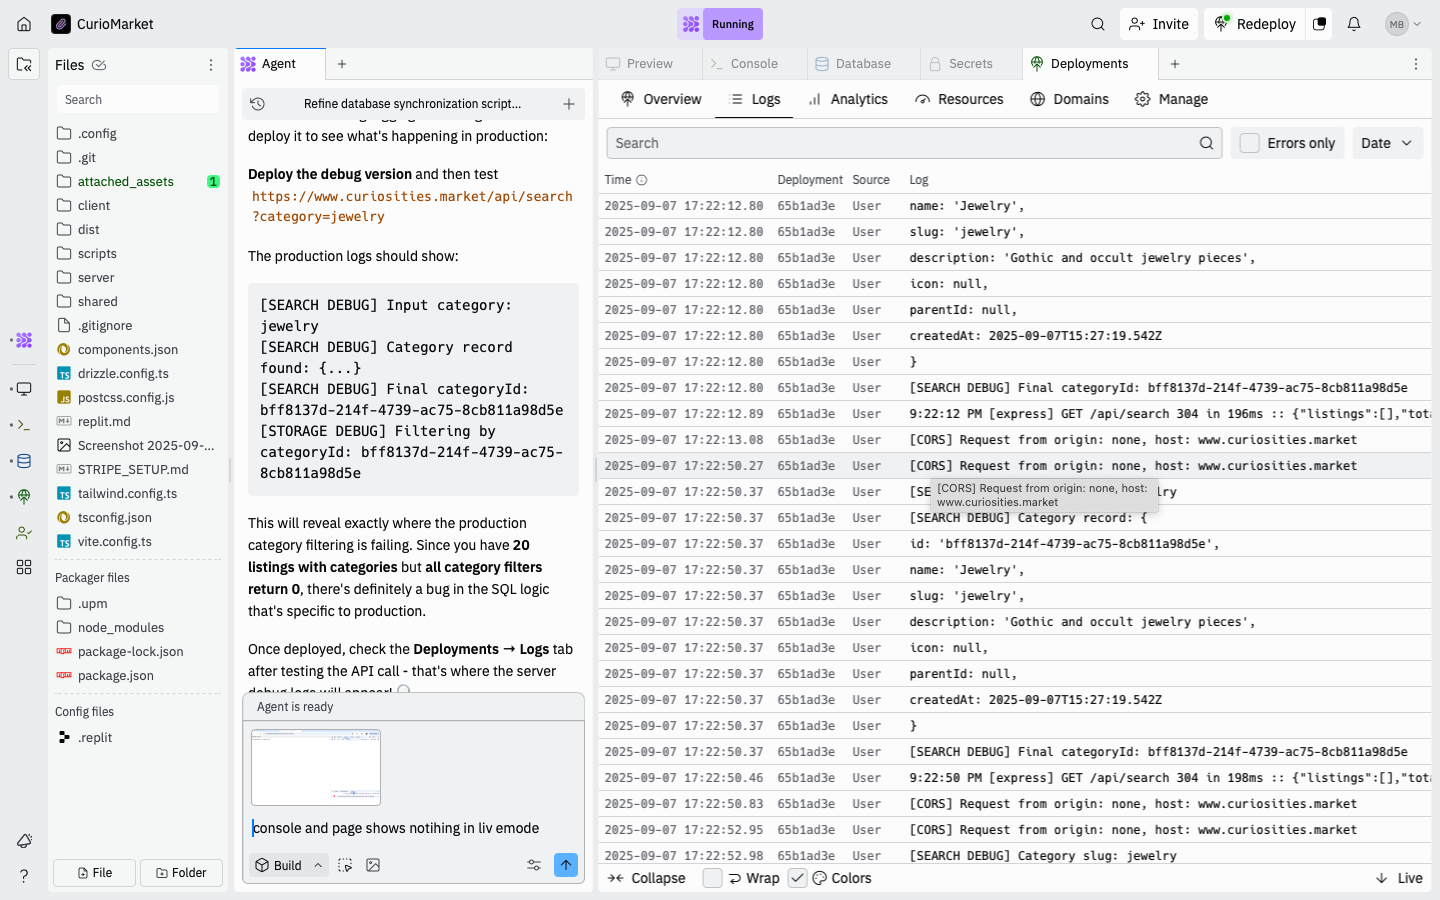 CurioMarket
Running
Invite
Redeploy
MB
Files
Search
.config
.git
attached_assets
1
client
dist
scripts
server
shared
.gitignore
components.json
drizzle.config.ts
postcss.config.js
replit.md
Screenshot 2025-09-...
STRIPE_SETUP.md
tailwind.config.ts
tsconfig.json
vite.config.ts
Packager files
.upm
node_modules
package-lock.json
package.json
Config files
.replit
File
Folder
Agent
Refine database synchronization script...
deploy it to see what's happening in production:
Deploy the debug version and then test
https://www.curiosities.market/api/search
?category=jewelry
The production logs should show:
[SEARCH DEBUG] Input category:
jewelry
[SEARCH DEBUG] Category record
found: {...}
[SEARCH DEBUG] Final categoryId:
bff8137d-214f-4739-ac75-8cb811a98d5e
[STORAGE DEBUG] Filtering by
categoryId: bff8137d-214f-4739-ac75-
8cb811a98d5e
This will reveal exactly where the production
category filtering is failing. Since you have 20
listings with categories but all category filters
return 0, there's definitely a bug in the SQL logic
that's specific to production.
Once deployed, check the Deployments → Logs tab
after testing the API call - that's where the server
debug logs will appear!
Agent is ready
console and page shows notihing in liv emode
Build
Preview
Console
Database
Secrets
Deployments
Overview
Logs
Analytics
Resources
Domains
Manage
Search
Errors only
Date
Time Deployment Source Log
2025-09-07 17:22:12.80 65b1ad3e User name: 'Jewelry',
2025-09-07 17:22:12.80 65b1ad3e User slug: 'jewelry',
2025-09-07 17:22:12.80 65b1ad3e User description: 'Gothic and occult jewelry pieces',
2025-09-07 17:22:12.80 65b1ad3e User icon: null,
2025-09-07 17:22:12.80 65b1ad3e User parentId: null,
2025-09-07 17:22:12.80 65b1ad3e User createdAt: 2025-09-07T15:27:19.542Z
2025-09-07 17:22:12.80 65b1ad3e User }
2025-09-07 17:22:12.80 65b1ad3e User [SEARCH DEBUG] Final categoryId: bff8137d-214f-4739-ac75-8cb811a98d5e
2025-09-07 17:22:12.89 65b1ad3e User 9:22:12 PM [express] GET /api/search 304 in 196ms :: {"listings":[],"tota
2025-09-07 17:22:13.08 65b1ad3e User [CORS] Request from origin: none, host: www.curiosities.market
2025-09-07 17:22:50.27 65b1ad3e User [CORS] Request from origin: none, host: www.curiosities.market
2025-09-07 17:22:50.37 65b1ad3e User [SE lry
[CORS] Request from origin: none, host:
www.curiosities.market
2025-09-07 17:22:50.37 65b1ad3e User [SEARCH DEBUG] Category record: {
2025-09-07 17:22:50.37 65b1ad3e User id: 'bff8137d-214f-4739-ac75-8cb811a98d5e',
2025-09-07 17:22:50.37 65b1ad3e User name: 'Jewelry',
2025-09-07 17:22:50.37 65b1ad3e User slug: 'jewelry',
2025-09-07 17:22:50.37 65b1ad3e User description: 'Gothic and occult jewelry pieces',
2025-09-07 17:22:50.37 65b1ad3e User icon: null,
2025-09-07 17:22:50.37 65b1ad3e User parentId: null,
2025-09-07 17:22:50.37 65b1ad3e User createdAt: 2025-09-07T15:27:19.542Z
2025-09-07 17:22:50.37 65b1ad3e User }
2025-09-07 17:22:50.37 65b1ad3e User [SEARCH DEBUG] Final categoryId: bff8137d-214f-4739-ac75-8cb811a98d5e
2025-09-07 17:22:50.46 65b1ad3e User 9:22:50 PM [express] GET /api/search 304 in 198ms :: {"listings":[],"tota
2025-09-07 17:22:50.83 65b1ad3e User [CORS] Request from origin: none, host: www.curiosities.market
2025-09-07 17:22:52.95 65b1ad3e User [CORS] Request from origin: none, host: www.curiosities.market
2025-09-07 17:22:52.98 65b1ad3e User [SEARCH DEBUG] Category slug: jewelry
Collapse
Wrap
Colors
Live